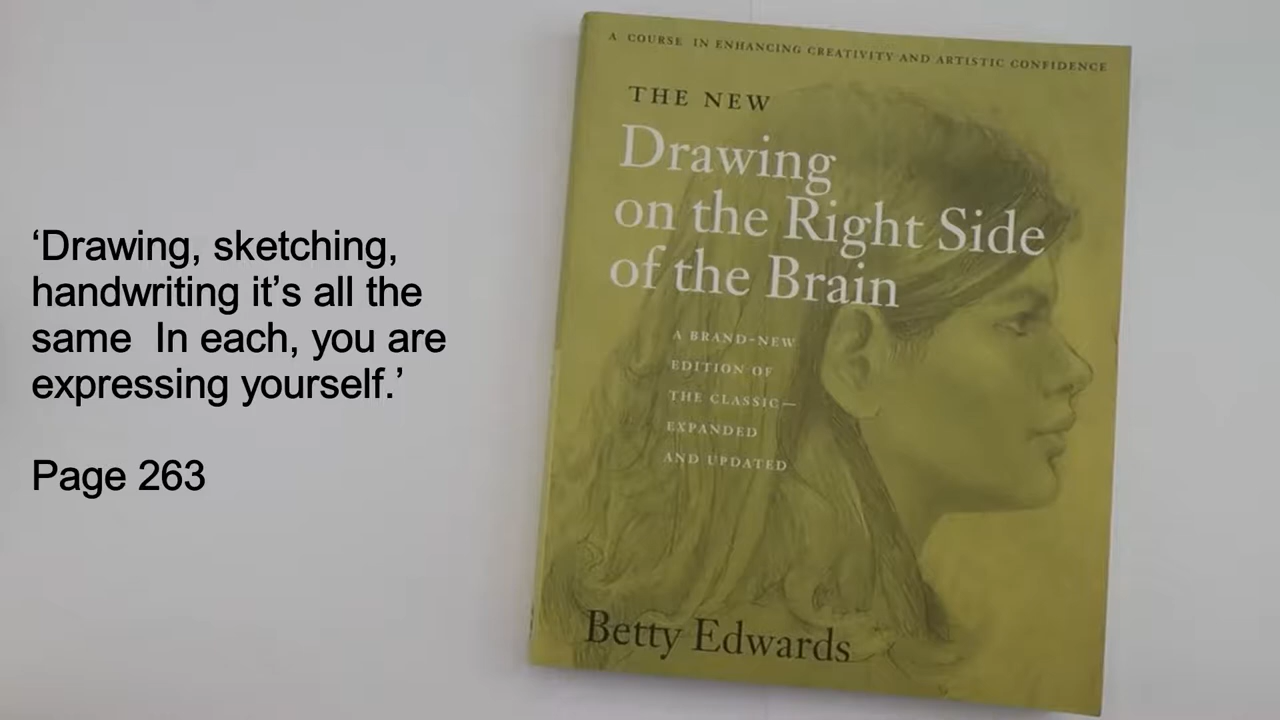 ‘Drawing, sketching,
handwriting it’s all the
same  In each, you are
expressing yourself.’
Page 263
A COURSE IN ENHANCING CREATIVITY AND ARTISTIC CONFIDENCE
THE NEW
Drawing
on the Right Side
of the Brain
A BRAND-NEW
EDITION OF
THE CLASSIC—
EXPANDED
AND UPDATED
Betty Edwards